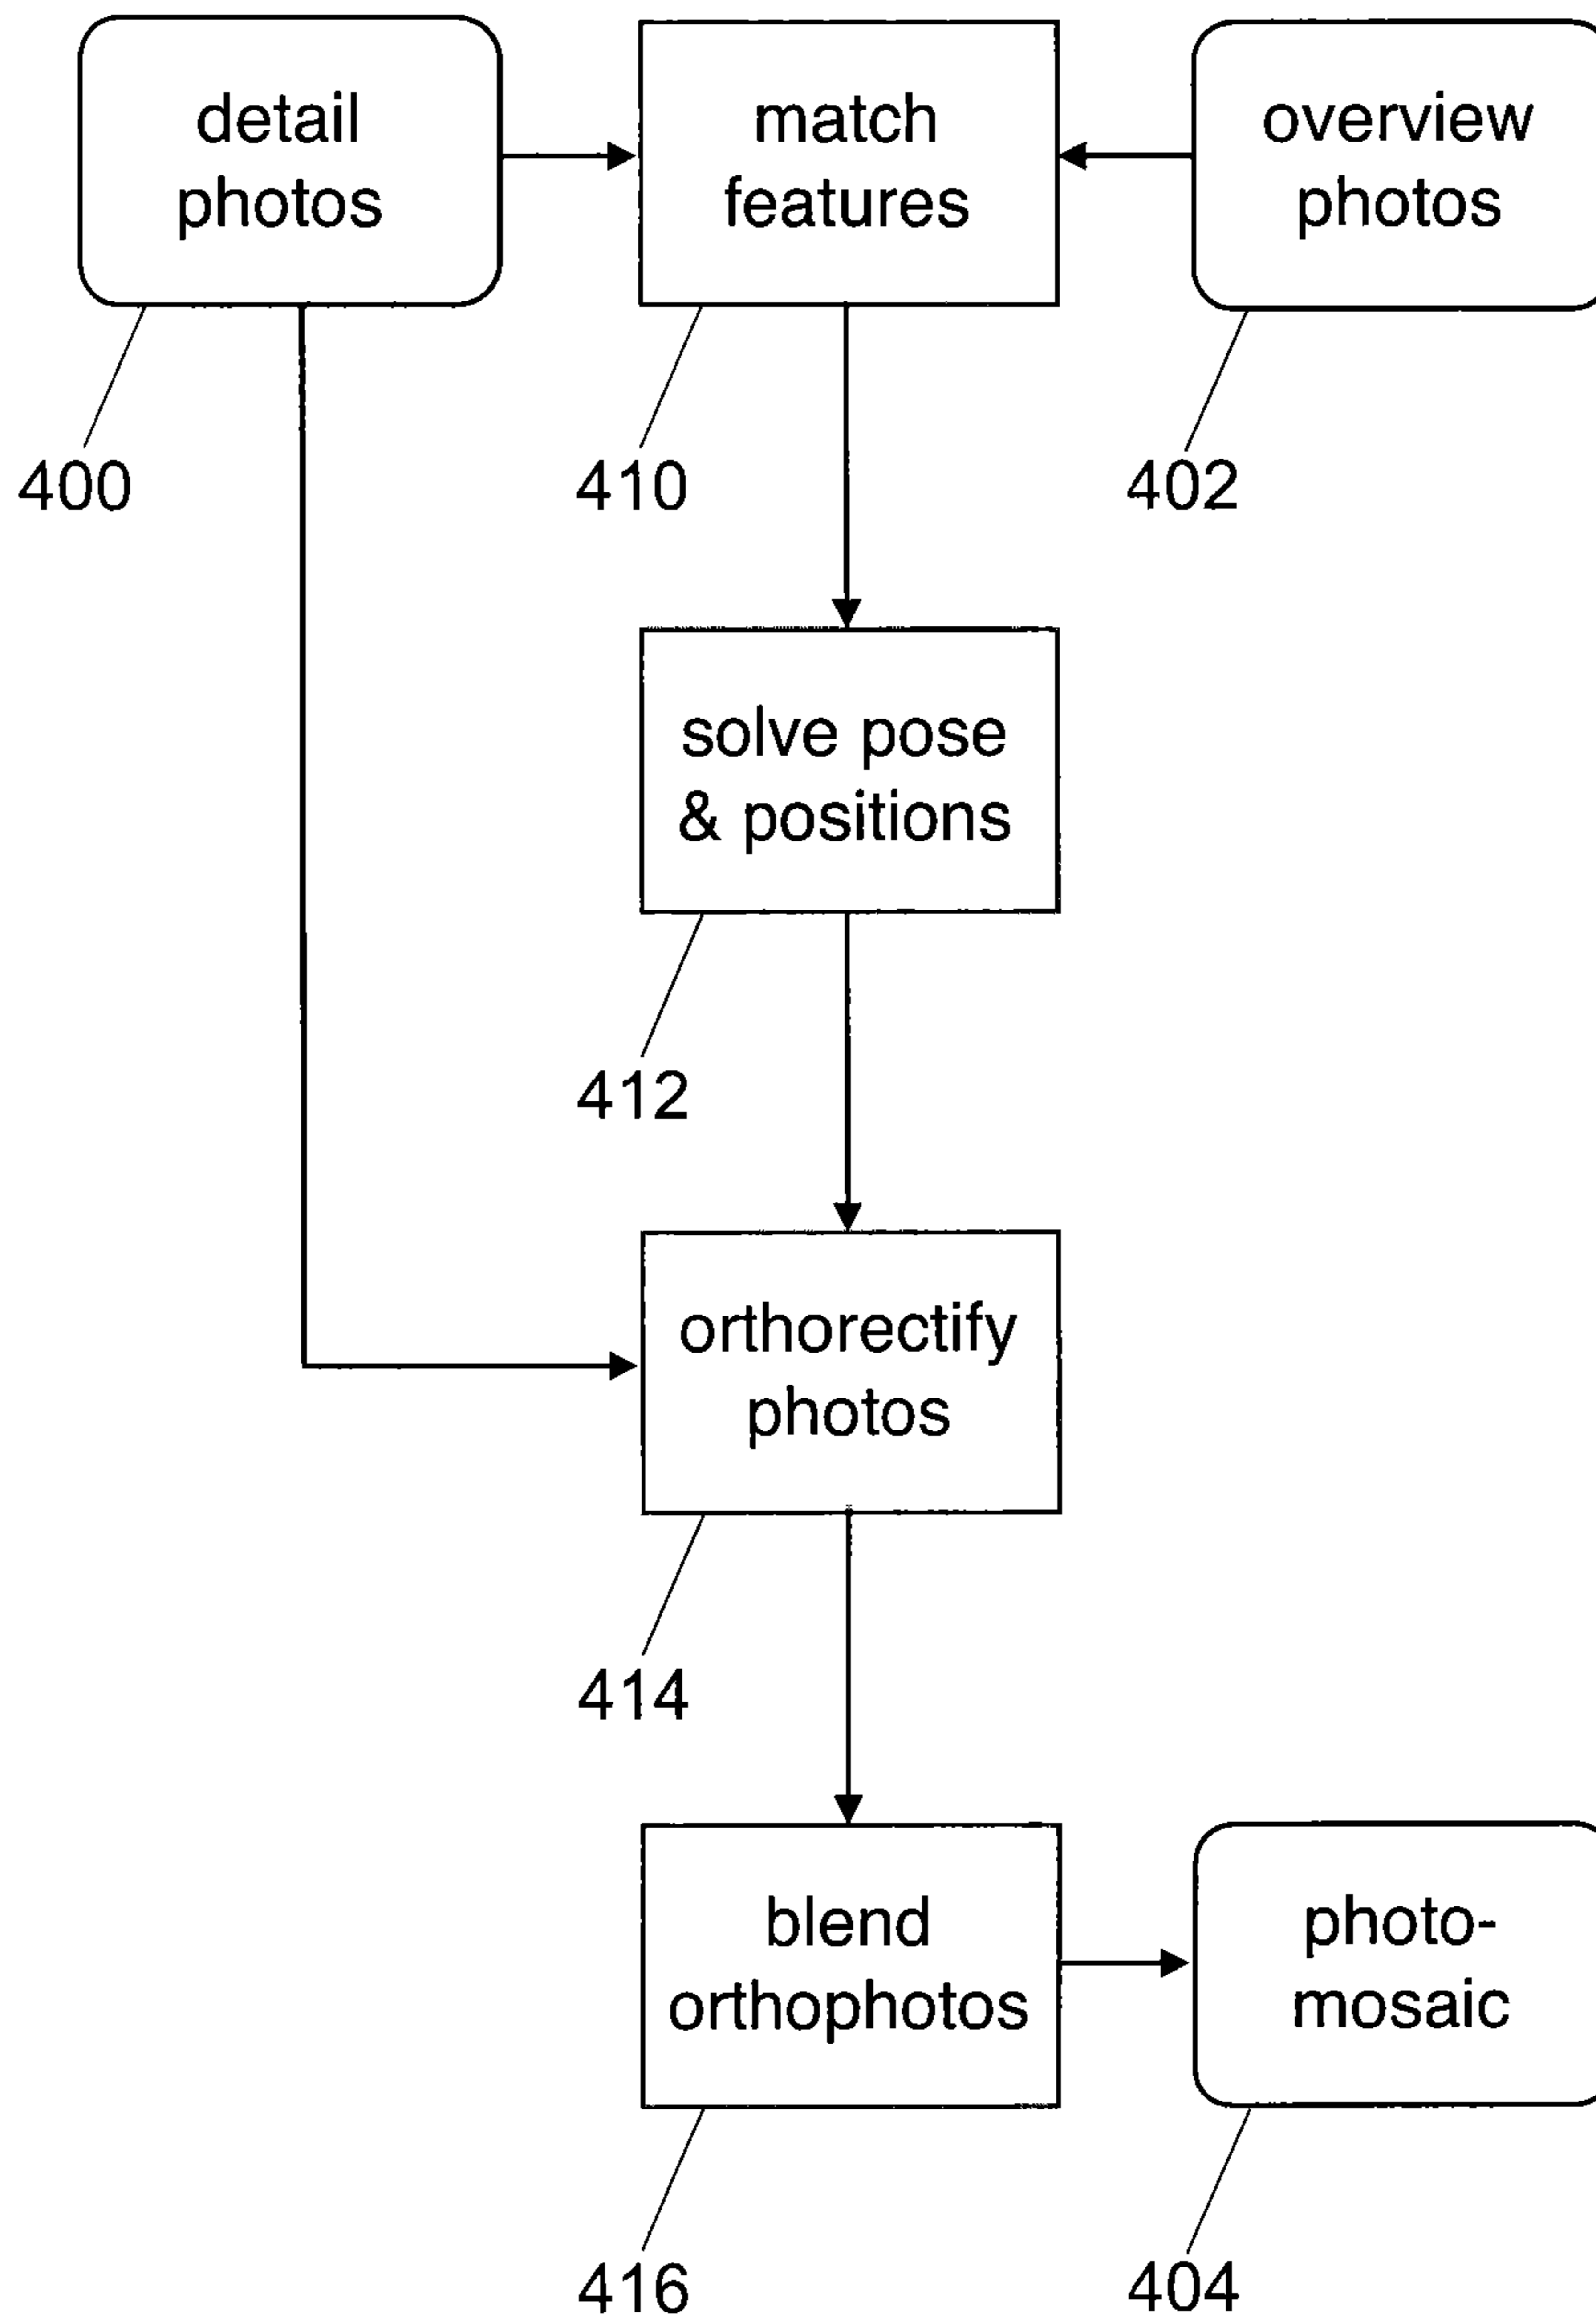 detail
photos
match
features
overview
photos
400
410
402
solve pose
& positions
412
orthorectify
photos
414
blend
orthophotos
photo-
mosaic
416
404